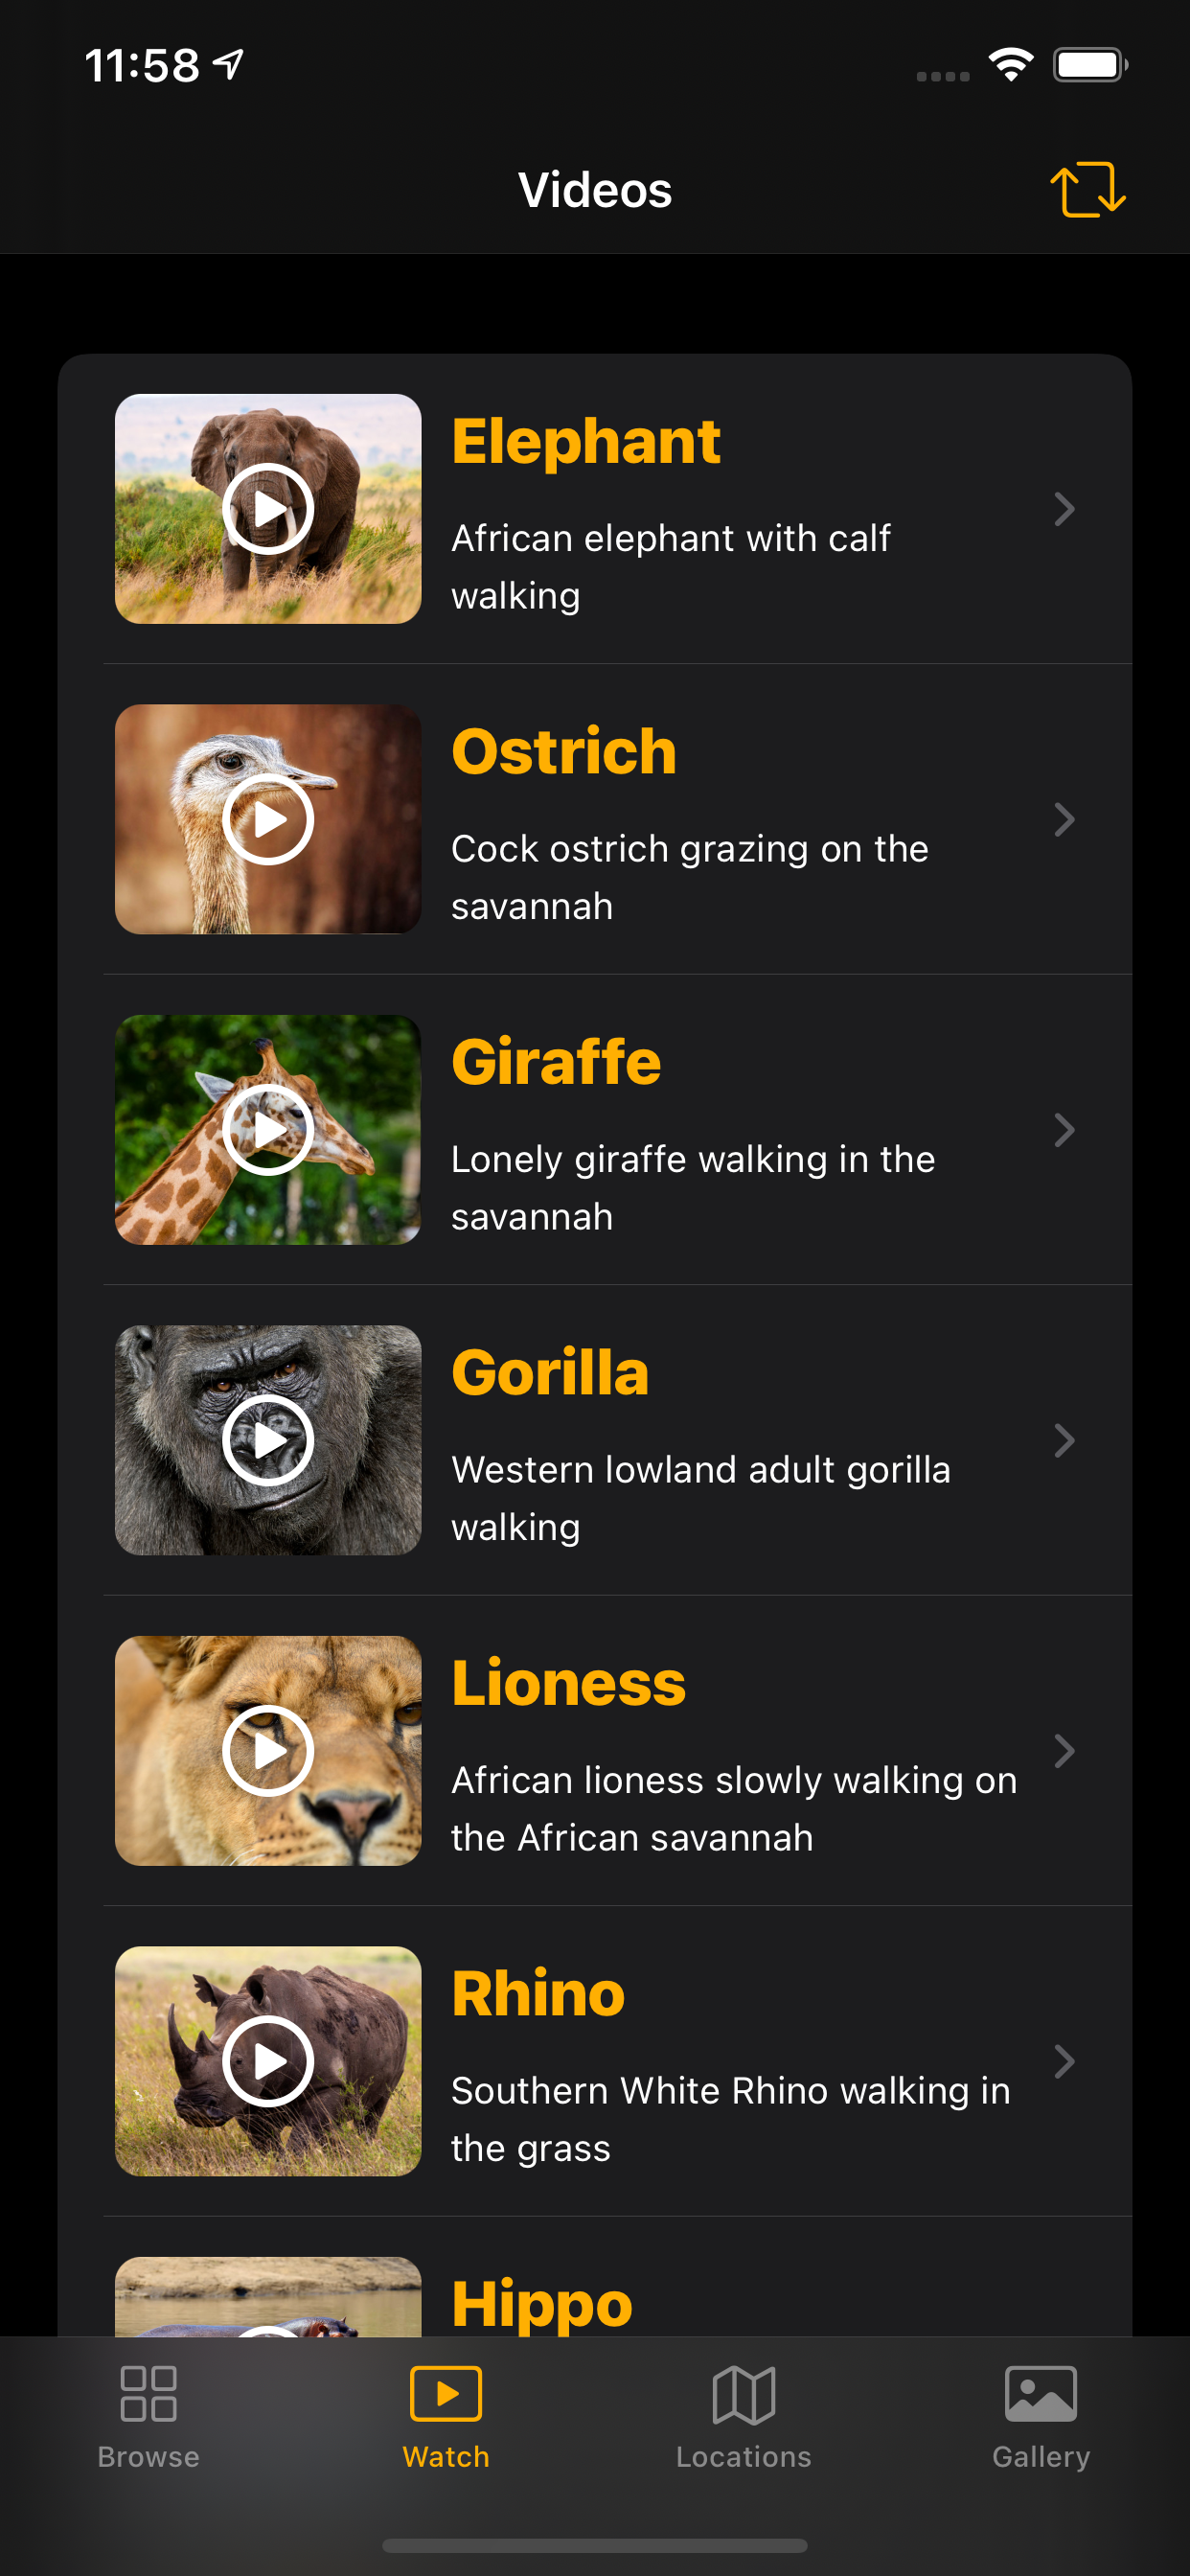 11:58
Videos
Elephant
African elephant with calf
walking
Ostrich
Cock ostrich grazing on the
savannah
Giraffe
Lonely giraffe walking in the
savannah
Gorilla
Western lowland adult gorilla
walking
Lioness
African lioness slowly walking on
the African savannah
Rhino
Southern White Rhino walking in
the grass
Hippo
Browse
Watch
Locations
Gallery